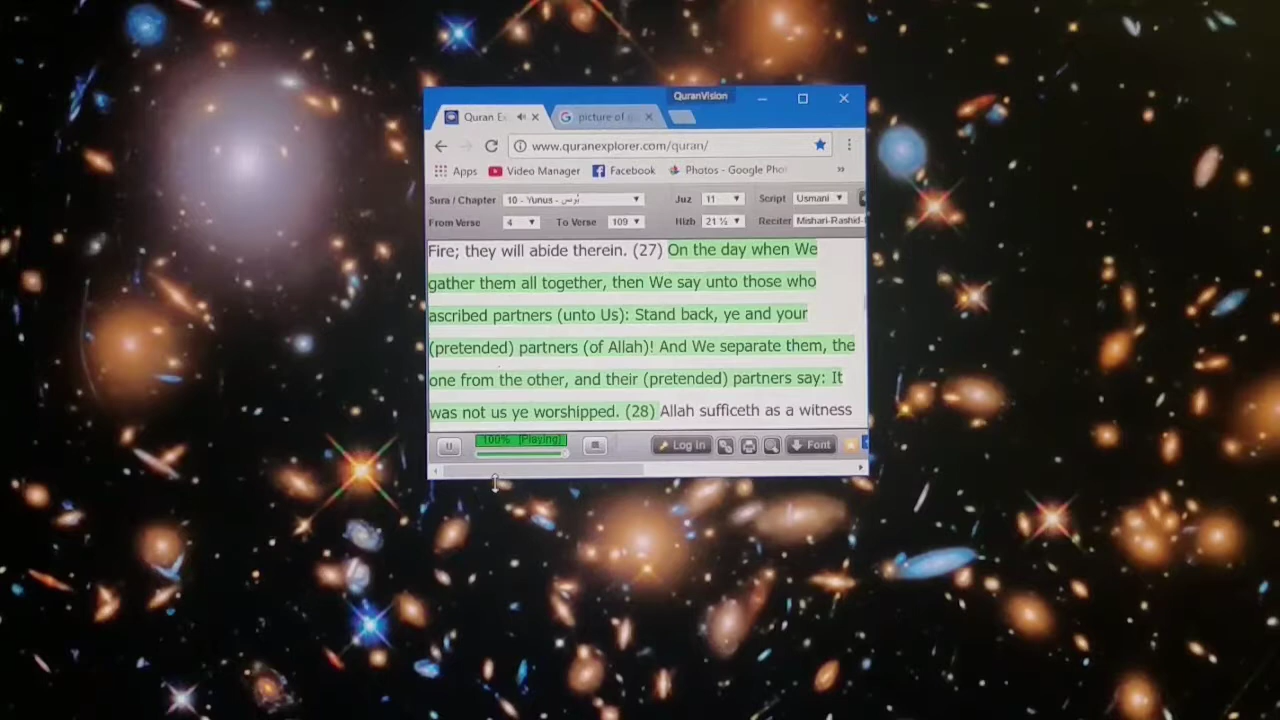 QuranVision
Quran Ex
picture of
www.quranexplorer.com/quran/
Apps Video Manager Facebook Photos - Google Pho »
Sura / Chapter 10 - Yunus - يُونس Juz 11 Script Usmani
From Verse 4 To Verse 109 Hizb 21 ½ Reciter Mishari-Rashid-
Fire; they will abide therein. (27) On the day when We
gather them all together, then We say unto those who
ascribed partners (unto Us): Stand back, ye and your
(pretended) partners (of Allah)! And We separate them, the
one from the other, and their (pretended) partners say: It
was not us ye worshipped. (28) Allah sufficeth as a witness
100% [Playing] Log In Font